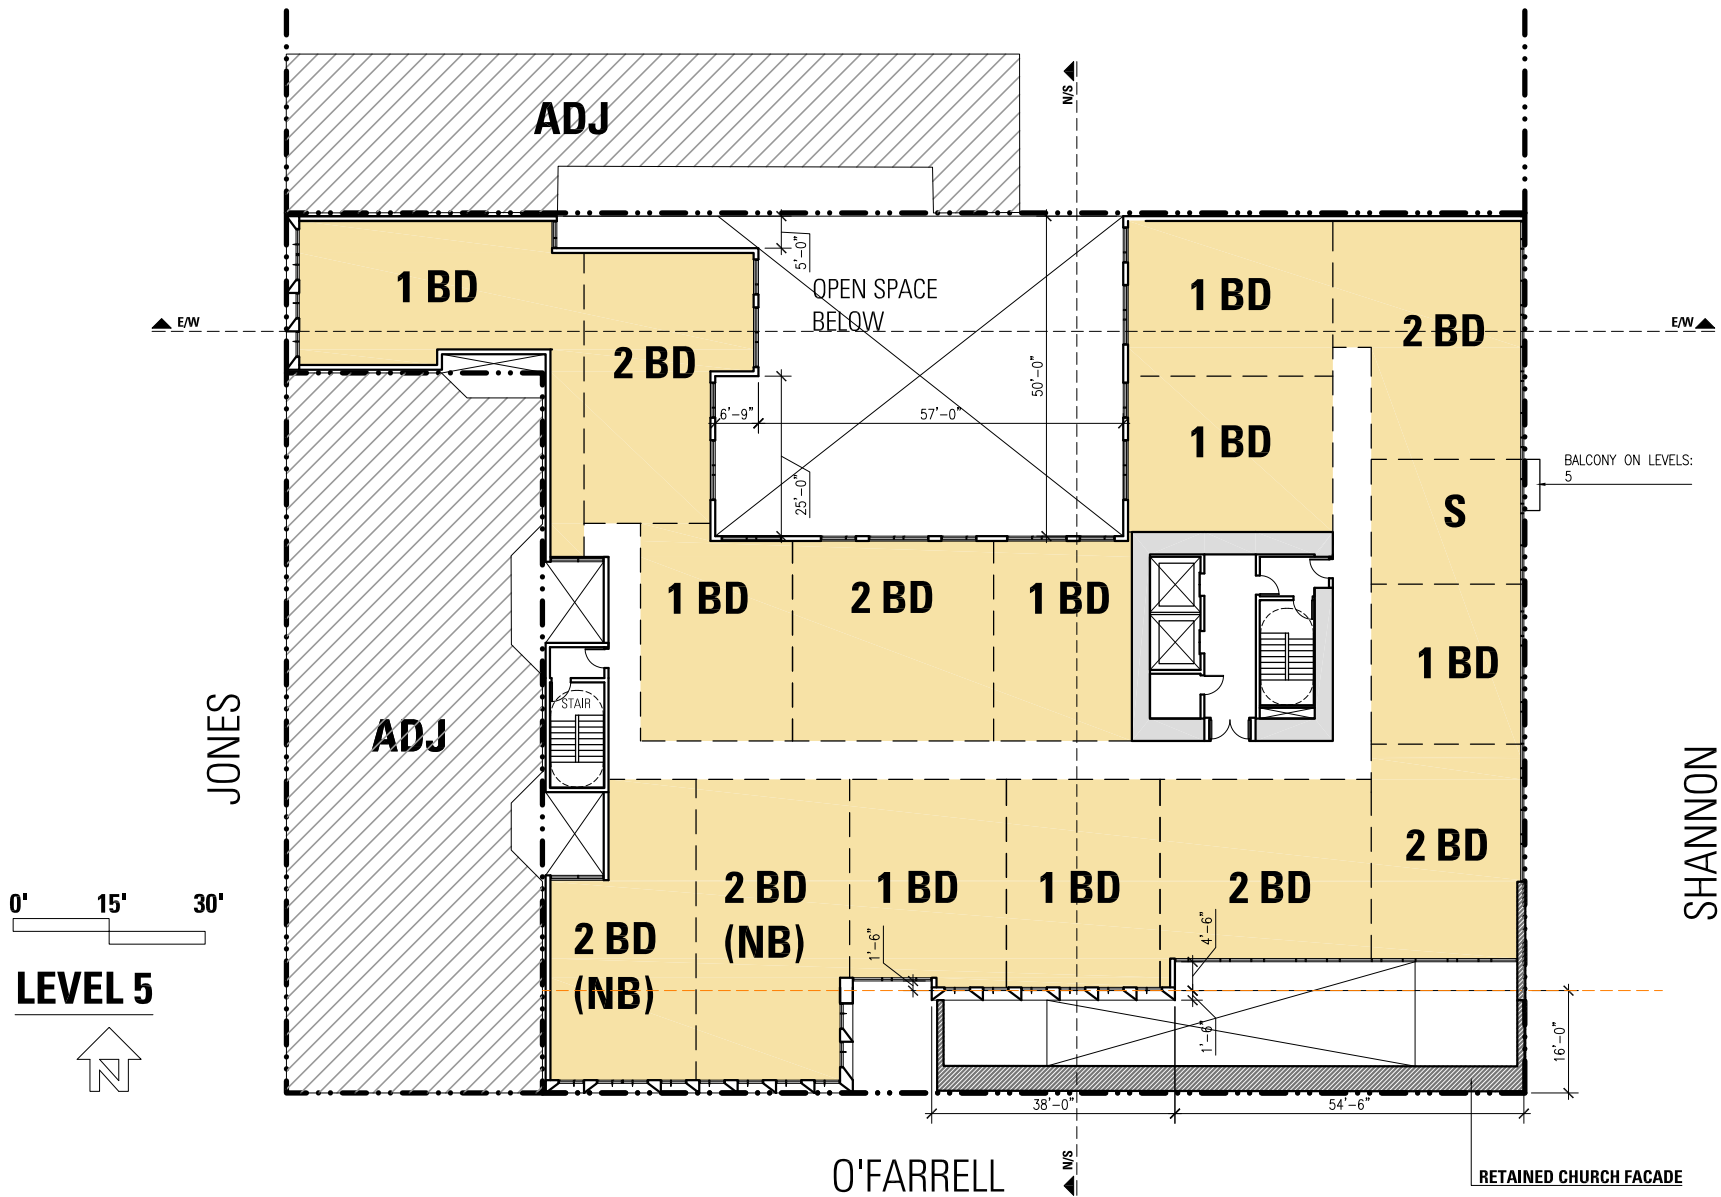 ADJ
N/S
1 BD
5'-0"
OPEN SPACE
BELOW
1 BD
2 BD
E/W
E/W
2 BD
6'-9"
57'-0"
50'-0"
1 BD
BALCONY ON LEVELS:
5
25'-0"
S
1 BD
2 BD
1 BD
1 BD
STAIR
JONES
ADJ
SHANNON
2 BD
0' 15' 30'
2 BD
(NB)
1 BD
1 BD
2 BD
2 BD
(NB)
1'-6"
4'-6"
LEVEL 5
N
1'-6"
16'-0"
38'-0"
54'-6"
O'FARRELL
N/S
RETAINED CHURCH FACADE